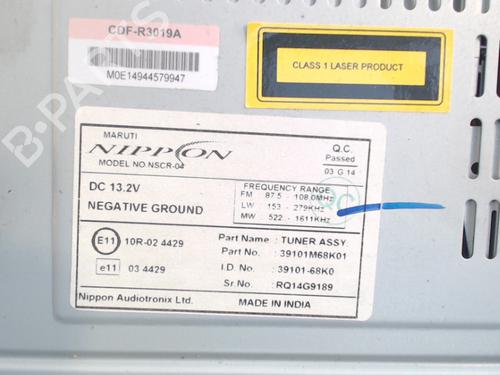 CDF-R3019A
M0E14944579947
CLASS 1 LASER PRODUCT
MARUTI
NIPPON
MODEL NO.NSCR-04
Q.C.
Passed
03 G 14
DC 13.2V
NEGATIVE GROUND
FREQUENCY RANGE
FM 87.5 - 108.0MHz
LW 153 - 279KHz
MW 522 - 1611KHz
QC
E11 10R-02 4429
e11 03 4429
Part Name : TUNER ASSY.
Part No. : 39101M68K01
I.D. No. : 39101-68K0
Sr.No. : RQ14G9189
Nippon Audiotronix Ltd.
MADE IN INDIA
B-PARTS